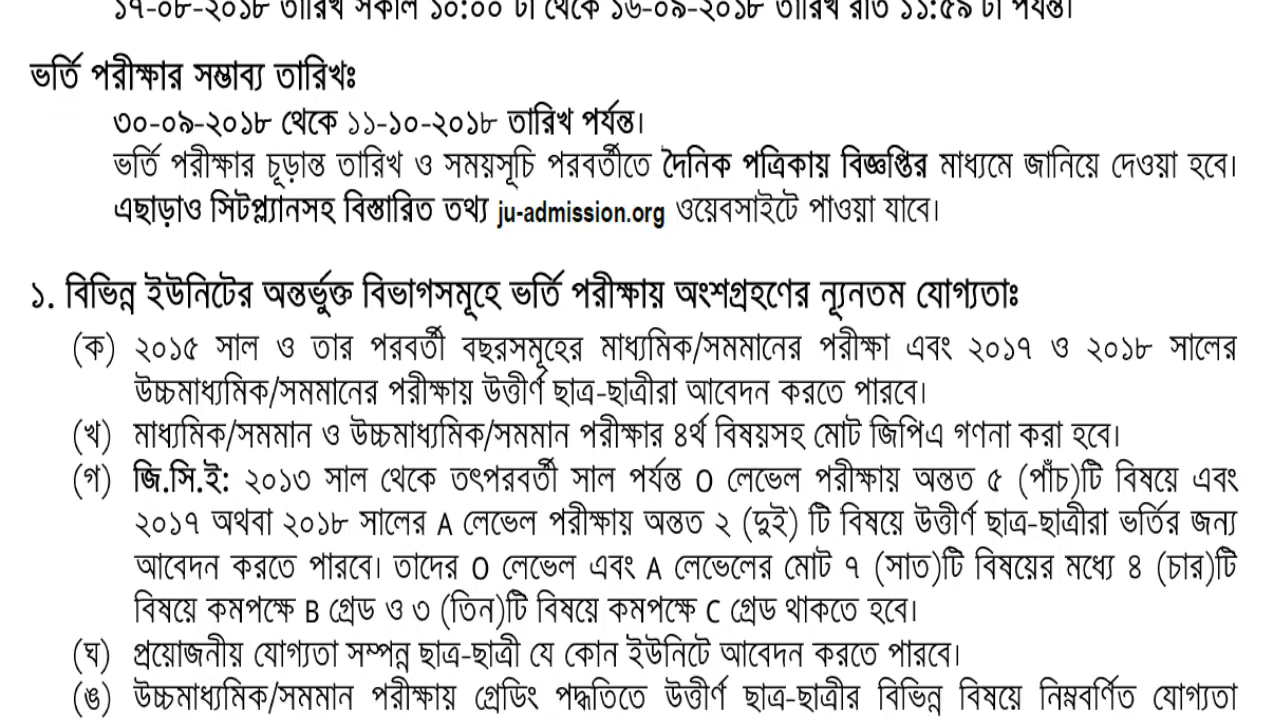 ১৭-০৮-২০১৮ তারিখ সকাল ১০:০০ টা থেকে ১৬-০৯-২০১৮ তারিখ রাত ১১:৫৯ টা পর্যন্ত।
ভর্তি পরীক্ষার সম্ভাব্য তারিখঃ
৩০-০৯-২০১৮ থেকে ১১-১০-২০১৮ তারিখ পর্যন্ত।
ভর্তি পরীক্ষার চূড়ান্ত তারিখ ও সময়সূচি পরবর্তীতে দৈনিক পত্রিকায় বিজ্ঞপ্তির মাধ্যমে জানিয়ে দেওয়া হবে।
এছাড়াও সিটপ্ল্যানসহ বিস্তারিত তথ্য ju-admission.org ওয়েবসাইটে পাওয়া যাবে।
১. বিভিন্ন ইউনিটের অন্তর্ভুক্ত বিভাগসমূহে ভর্তি পরীক্ষায় অংশগ্রহণের ন্যূনতম যোগ্যতাঃ
(ক) ২০১৫ সাল ও তার পরবর্তী বছরসমূহের মাধ্যমিক/সমমানের পরীক্ষা এবং ২০১৭ ও ২০১৮ সালের
উচ্চমাধ্যমিক/সমমানের পরীক্ষায় উত্তীর্ণ ছাত্র-ছাত্রীরা আবেদন করতে পারবে।
(খ) মাধ্যমিক/সমমান ও উচ্চমাধ্যমিক/সমমান পরীক্ষার ৪র্থ বিষয়সহ মোট জিপিএ গণনা করা হবে।
(গ) জি.সি.ই: ২০১৩ সাল থেকে তৎপরবর্তী সাল পর্যন্ত O লেভেল পরীক্ষায় অন্তত ৫ (পাঁচ)টি বিষয়ে এবং
২০১৭ অথবা ২০১৮ সালের A লেভেল পরীক্ষায় অন্তত ২ (দুই) টি বিষয়ে উত্তীর্ণ ছাত্র-ছাত্রীরা ভর্তির জন্য
আবেদন করতে পারবে। তাদের O লেভেল এবং A লেভেলের মোট ৭ (সাত)টি বিষয়ের মধ্যে ৪ (চার)টি
বিষয়ে কমপক্ষে B গ্রেড ও ৩ (তিন)টি বিষয়ে কমপক্ষে C গ্রেড থাকতে হবে।
(ঘ) প্রয়োজনীয় যোগ্যতা সম্পন্ন ছাত্র-ছাত্রী যে কোন ইউনিটে আবেদন করতে পারবে।
(ঙ) উচ্চমাধ্যমিক/সমমান পরীক্ষায় গ্রেডিং পদ্ধতিতে উত্তীর্ণ ছাত্র-ছাত্রীর বিভিন্ন বিষয়ে নিম্নবর্ণিত যোগ্যতা